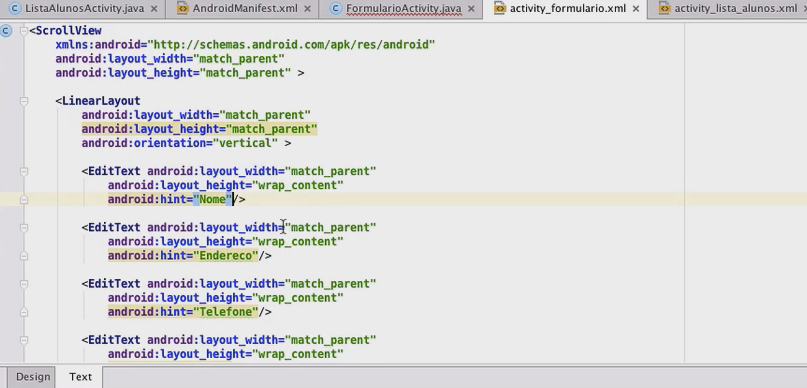 ListaAlunosActivity.java × AndroidManifest.xml × FormularioActivity.java × activity_formulario.xml × activity_lista_alunos.xml ×
<ScrollView
xmlns:android="http://schemas.android.com/apk/res/android"
android:layout_width="match_parent"
android:layout_height="match_parent" >
<LinearLayout
android:layout_width="match_parent"
android:layout_height="match_parent"
android:orientation="vertical" >
<EditText android:layout_width="match_parent"
android:layout_height="wrap_content"
android:hint="Nome"/>
<EditText android:layout_width="match_parent"
android:layout_height="wrap_content"
android:hint="Endereco"/>
<EditText android:layout_width="match_parent"
android:layout_height="wrap_content"
android:hint="Telefone"/>
<EditText android:layout_width="match_parent"
android:layout_height="wrap_content"
Design Text